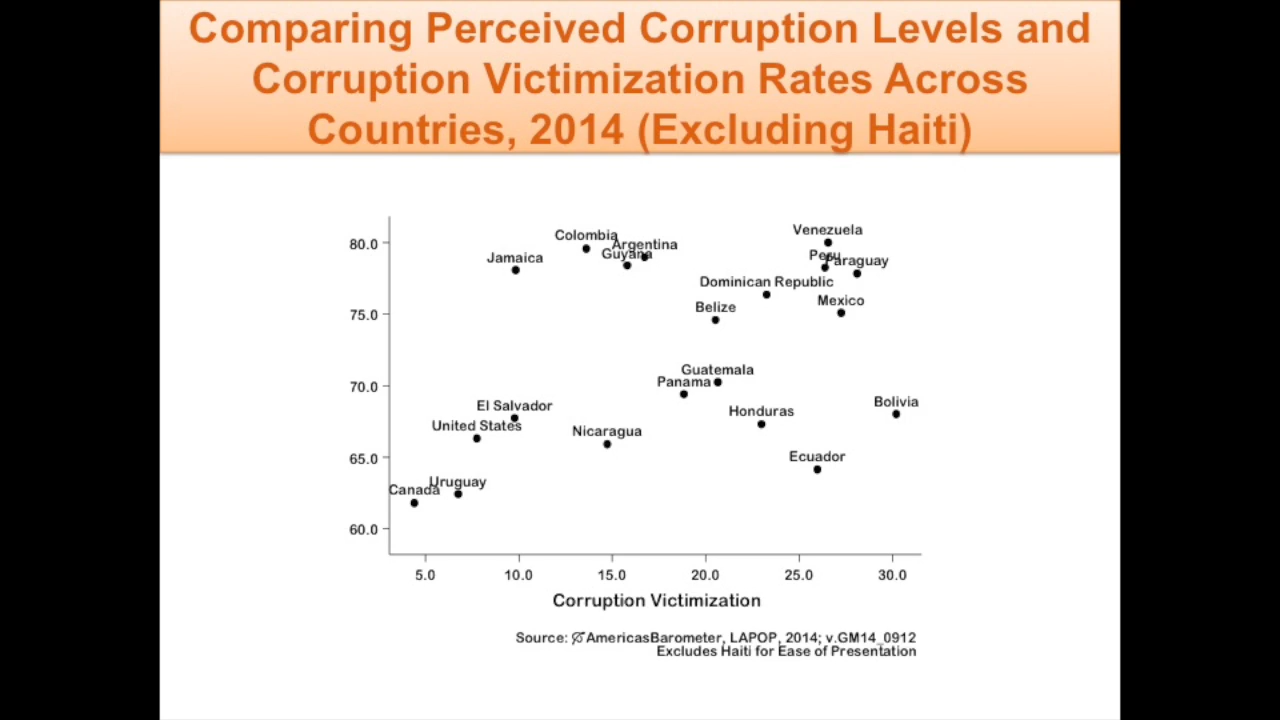 Comparing Perceived Corruption Levels and
Corruption Victimization Rates Across
Countries, 2014 (Excluding Haiti)
80.0
75.0
70.0
65.0
60.0
Venezuela
Colombia
Argentina
Guyana
Jamaica
Peru
Paraguay
Dominican Republic
Mexico
Belize
Guatemala
Panama
Bolivia
El Salvador
Honduras
United States
Nicaragua
Ecuador
Uruguay
Canada
5.0 10.0 15.0 20.0 25.0 30.0
Corruption Victimization
Source: AmericasBarometer, LAPOP, 2014; v.GM14_0912
Excludes Haiti for Ease of Presentation